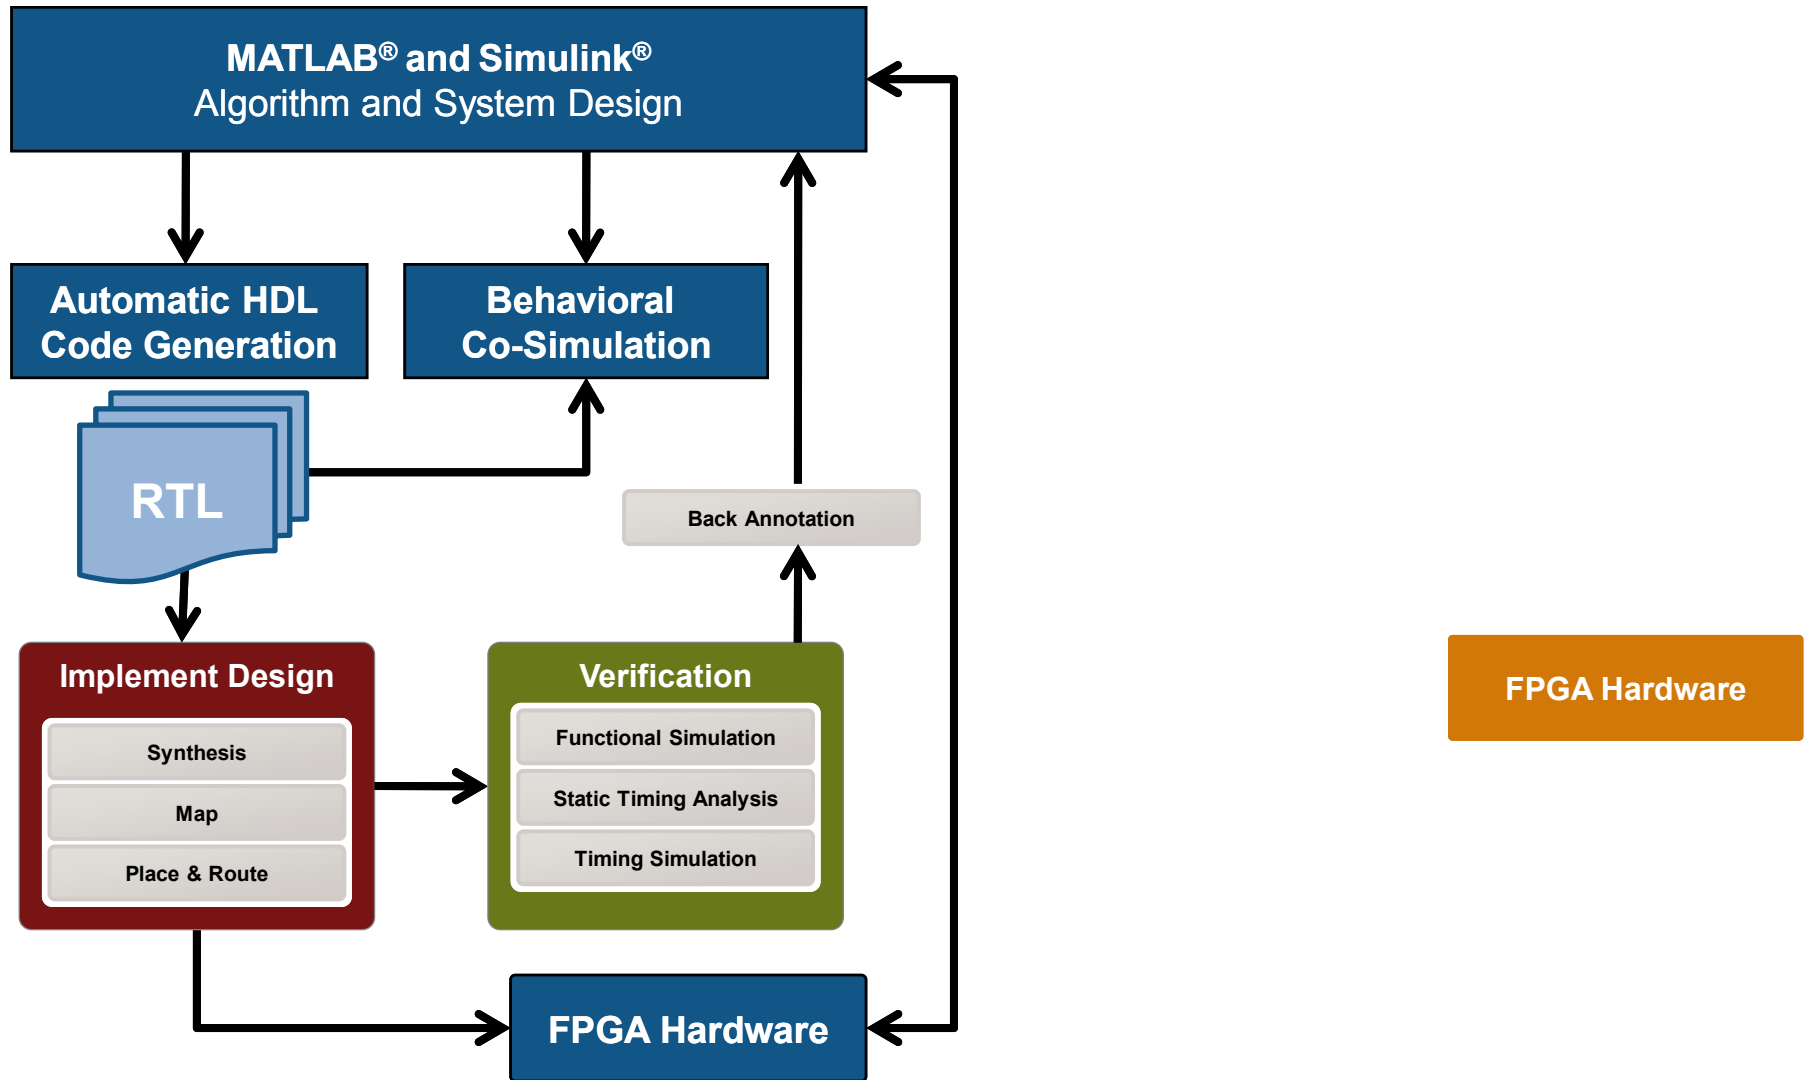 MATLAB® and Simulink®
Algorithm and System Design
Automatic HDL
Code Generation
Behavioral
Co-Simulation
RTL
Back Annotation
Implement Design
Synthesis
Map
Place & Route
Verification
Functional Simulation
Static Timing Analysis
Timing Simulation
FPGA Hardware
FPGA Hardware